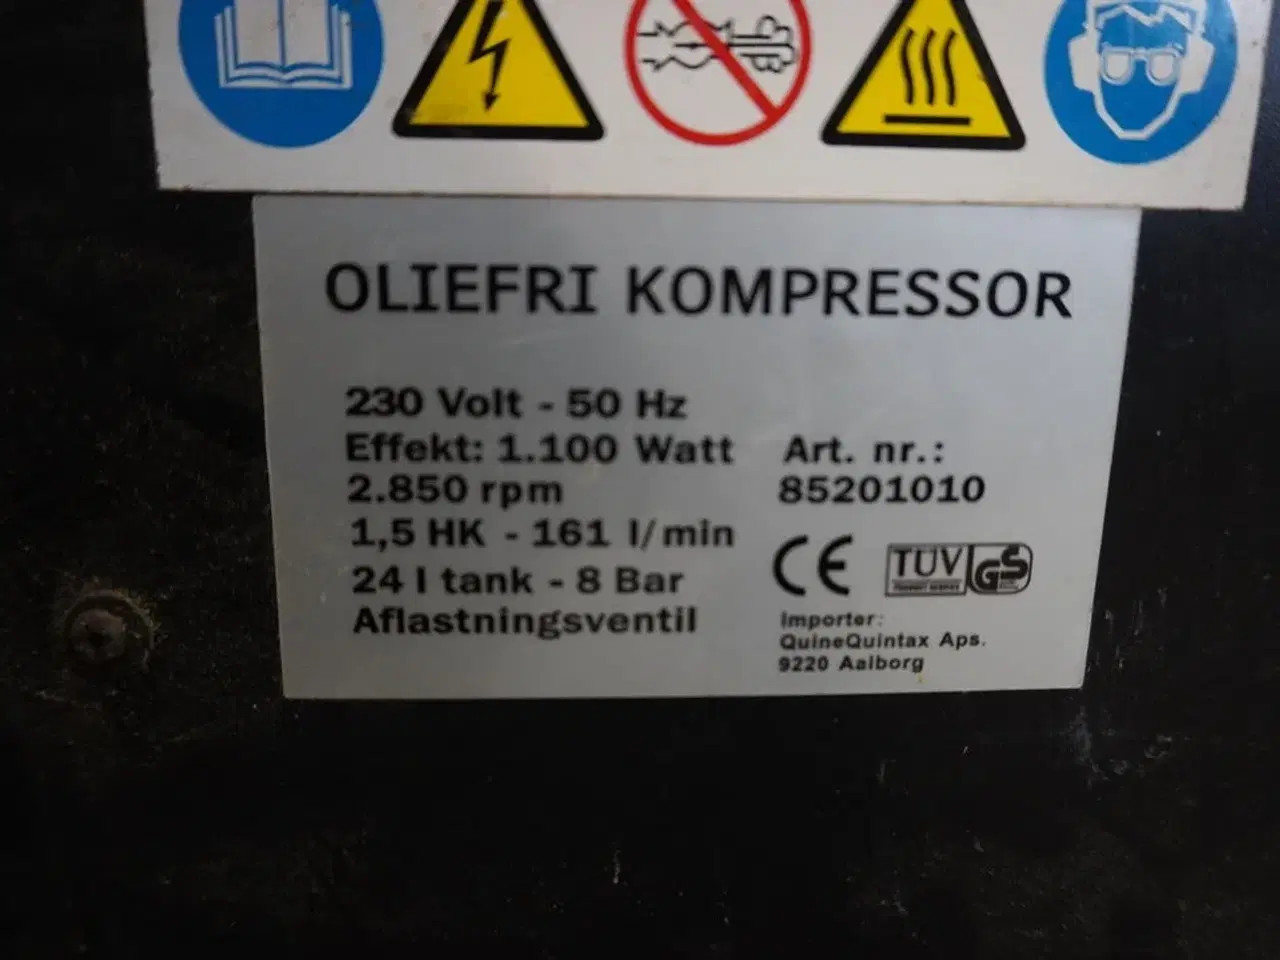 OLIEFRI KOMPRESSOR
230 Volt - 50 Hz
Effekt: 1.100 Watt
2.850 rpm
1,5 HK - 161 l/min
24 l tank - 8 Bar
Aflastningsventil
Art. nr.:
85201010
CE TUV GS
Importer:
QuineQuintax Aps.
9220 Aalborg